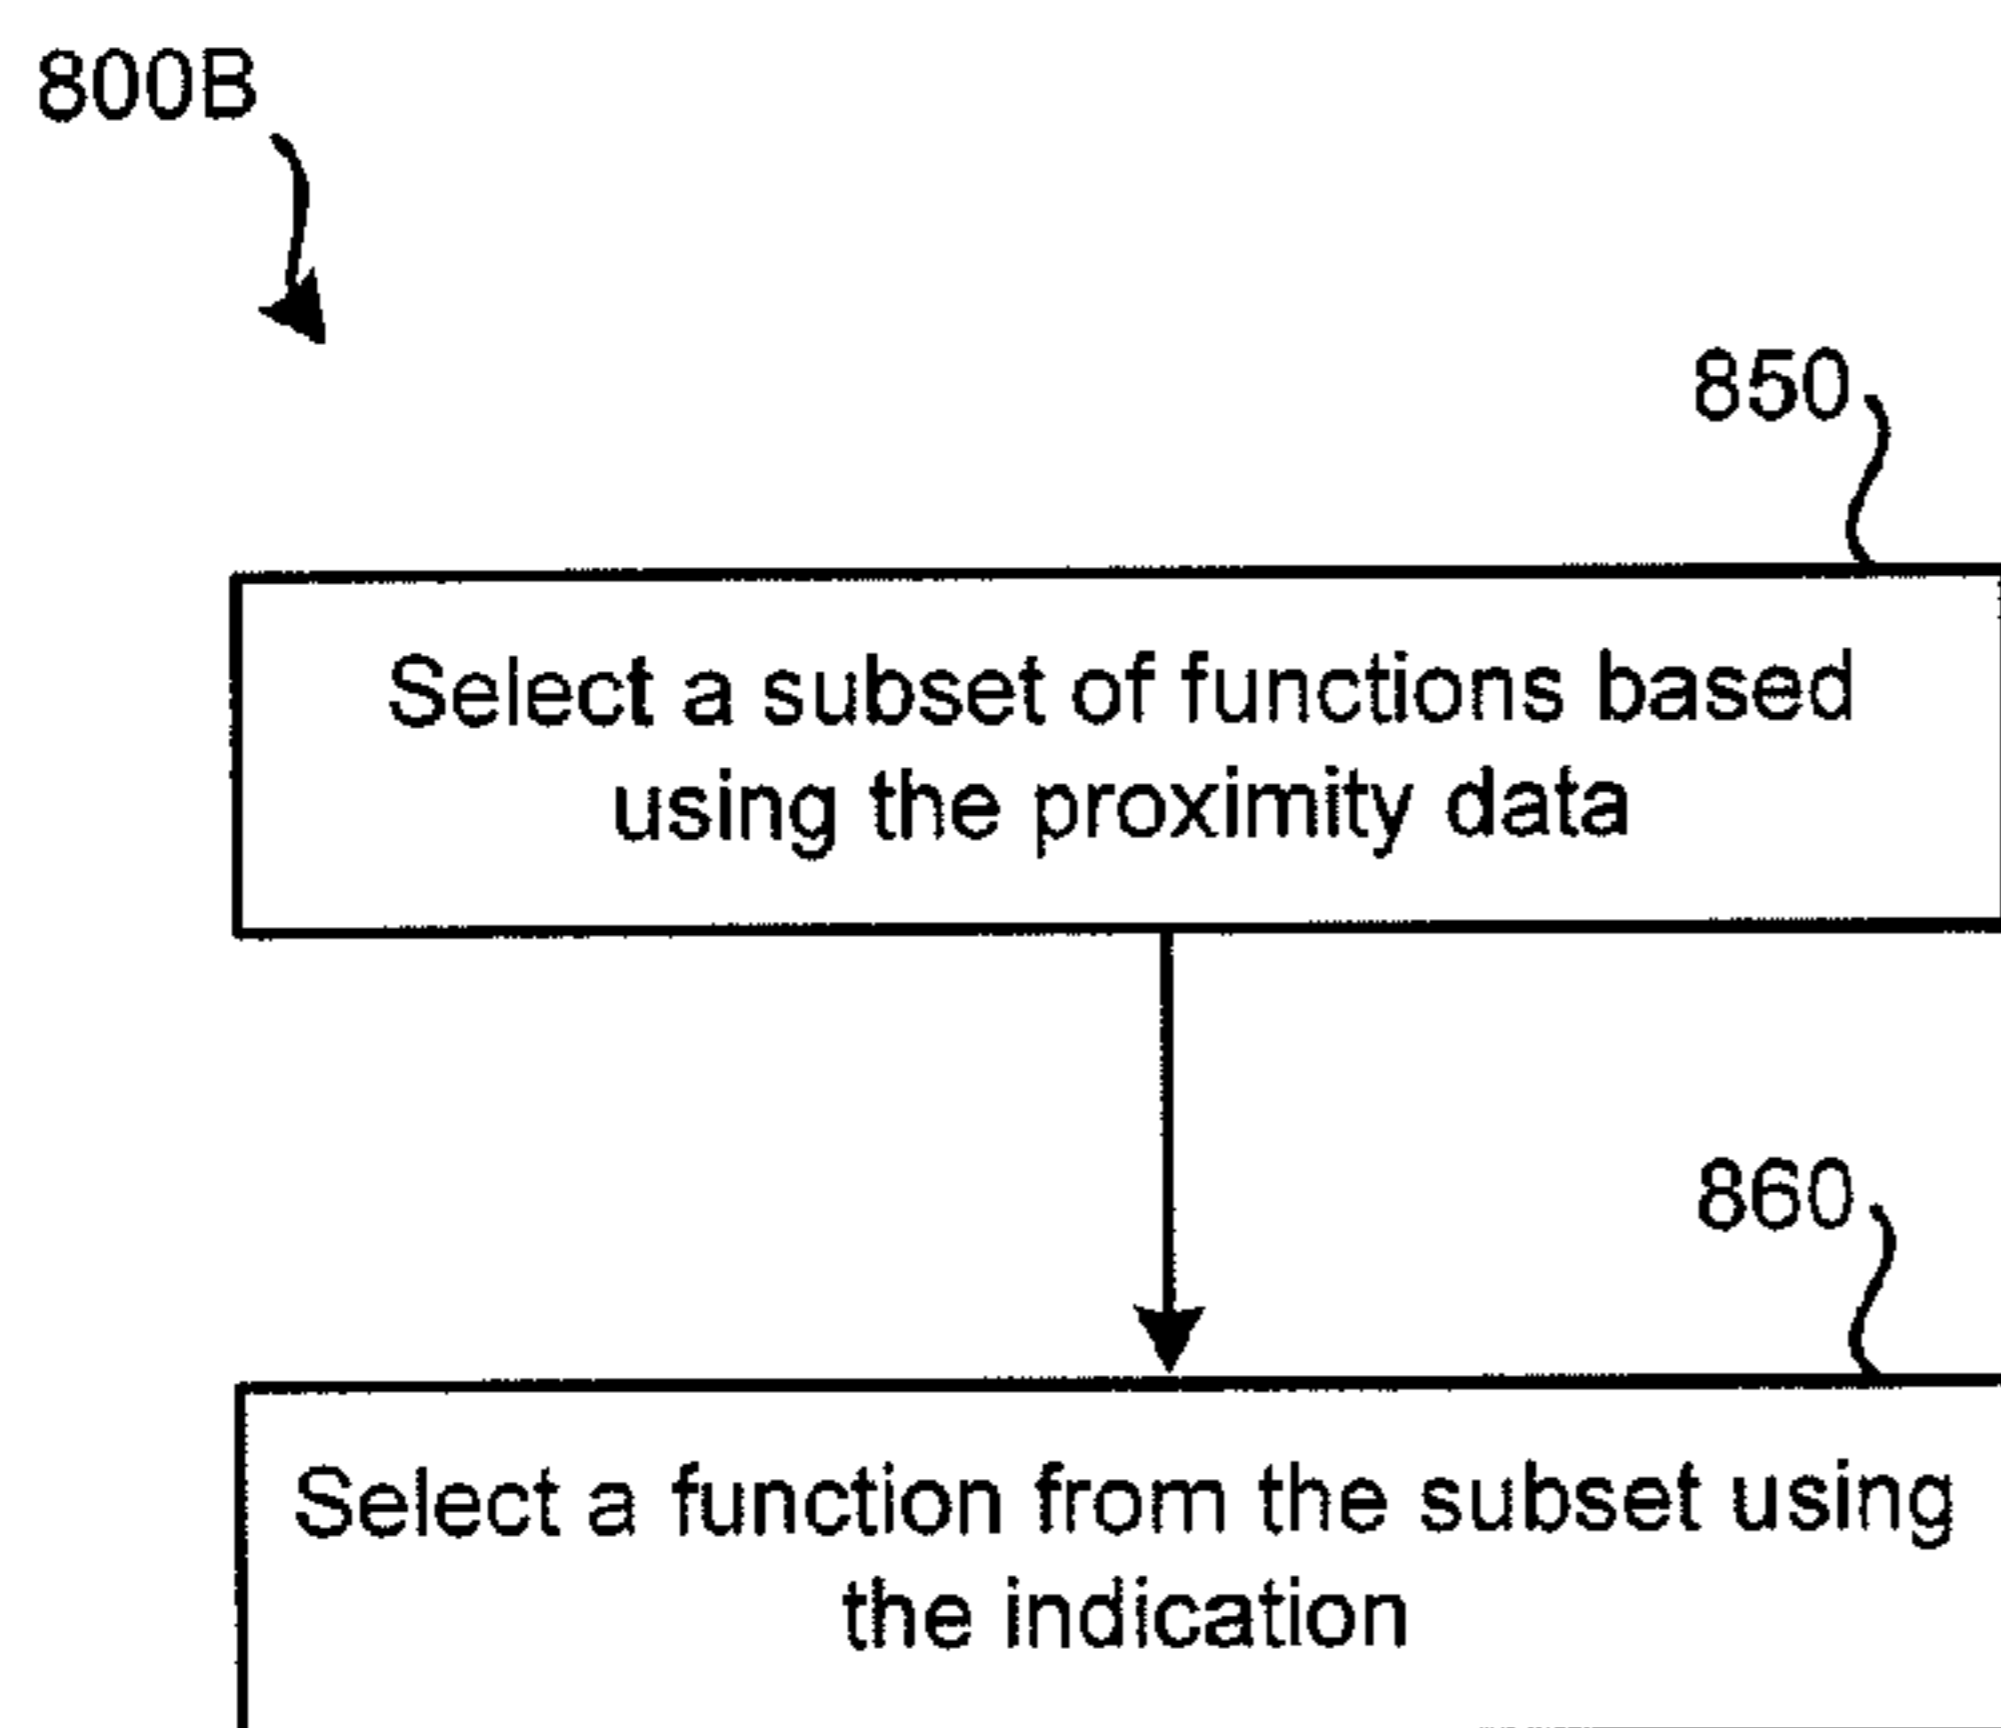 800B
850
Select a subset of functions based
using the proximity data
860
Select a function from the subset using
the indication